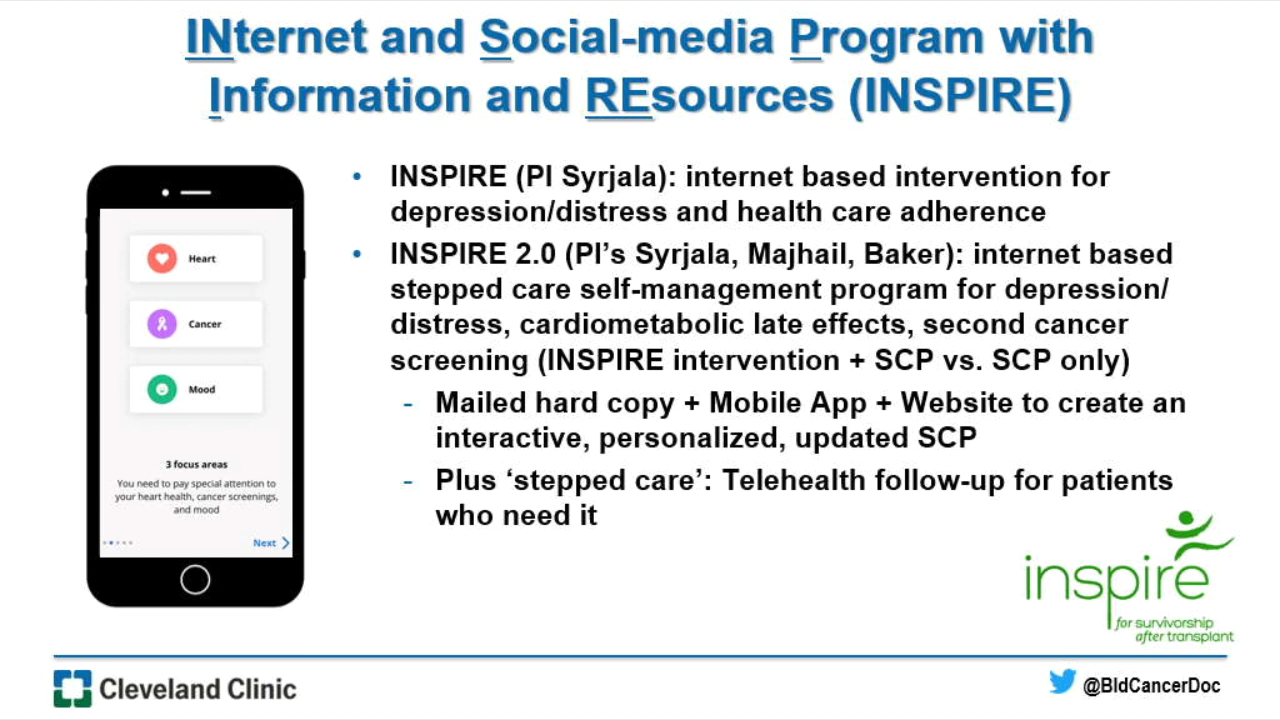 INternet and Social-media Program with
Information and REsources (INSPIRE)
Heart
Cancer
Mood
3 focus areas
You need to pay special attention to
your heart health, cancer screenings,
and mood
Next
• INSPIRE (PI Syrjala): internet based intervention for
depression/distress and health care adherence
• INSPIRE 2.0 (PI’s Syrjala, Majhail, Baker): internet based
stepped care self-management program for depression/
distress, cardiometabolic late effects, second cancer
screening (INSPIRE intervention + SCP vs. SCP only)
- Mailed hard copy + Mobile App + Website to create an
interactive, personalized, updated SCP
- Plus ‘stepped care’: Telehealth follow-up for patients
who need it
inspire
for survivorship
after transplant
Cleveland Clinic
@BldCancerDoc